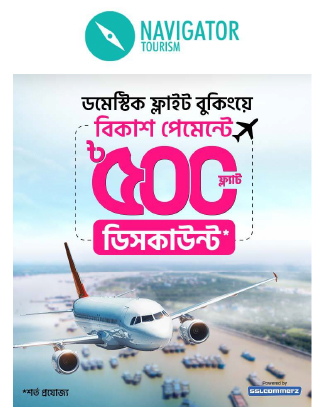 NAVIGATOR
TOURISM
ডমেস্টিক ফ্লাইট বুকিংয়ে
বিকাশ পেমেন্টে
৳৫০০ ফ্ল্যাট
ডিসকাউন্ট*
Powered by
SSLCOMMERZ
*শর্ত প্রযোজ্য